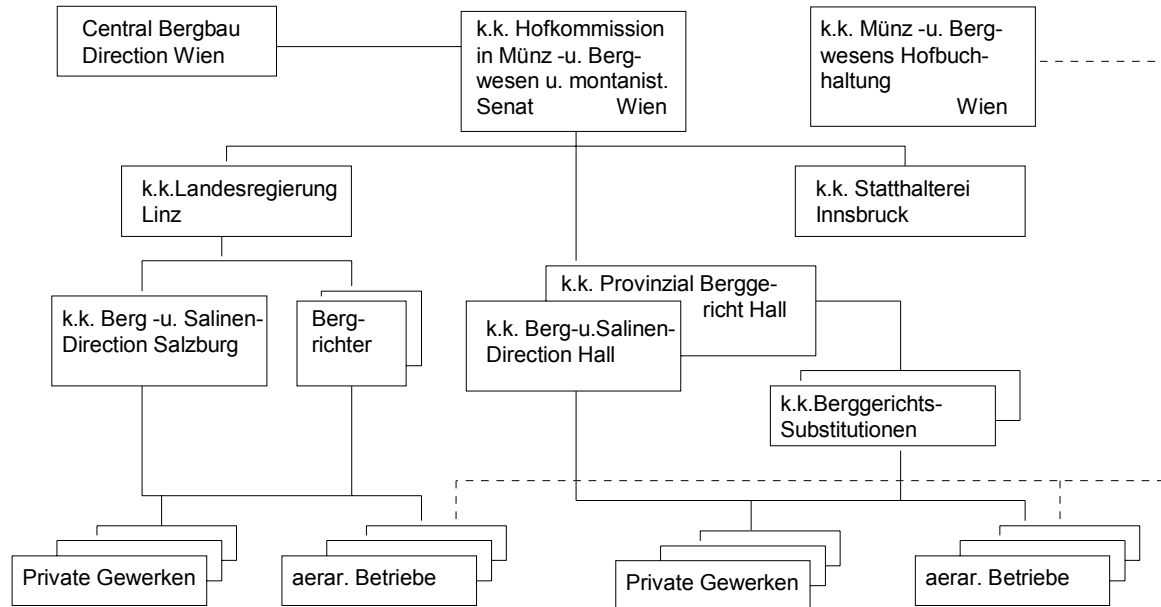 Central Bergbau
Direction Wien
k.k. Hofkommission
in Münz -u. Berg-
wesen u. montanist.
Senat Wien
k.k. Münz -u. Berg-
wesens Hofbuch-
haltung
Wien
k.k.Landesregierung
Linz
k.k. Statthalterei
Innsbruck
k.k. Berg -u. Salinen-
Direction Salzburg
Berg-
richter
k.k. Provinzial Bergge-
richt Hall
k.k. Berg-u.Salinen-
Direction Hall
k.k.Berggerichts-
Substitutionen
Private Gewerken
aerar. Betriebe
Private Gewerken
aerar. Betriebe